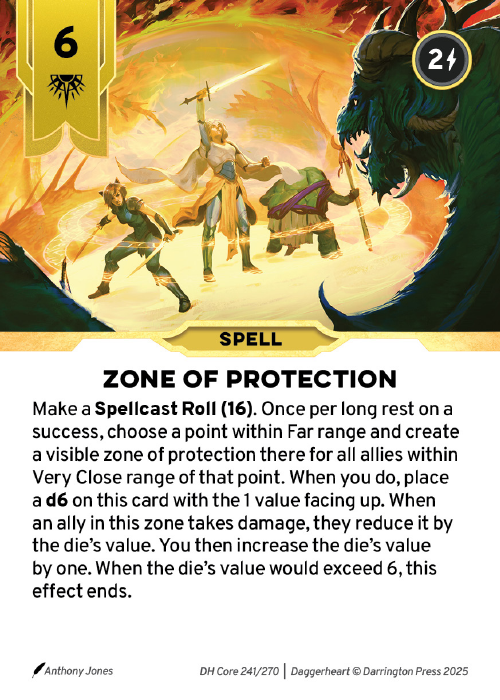 6
2
SPELL
ZONE OF PROTECTION
Make a Spellcast Roll (16). Once per long rest on a
success, choose a point within Far range and create
a visible zone of protection there for all allies within
Very Close range of that point. When you do, place
a d6 on this card with the 1 value facing up. When
an ally in this zone takes damage, they reduce it by
the die’s value. You then increase the die’s value
by one. When the die’s value would exceed 6, this
effect ends.
Anthony Jones
DH Core 241/270 | Daggerheart © Darrington Press 2025